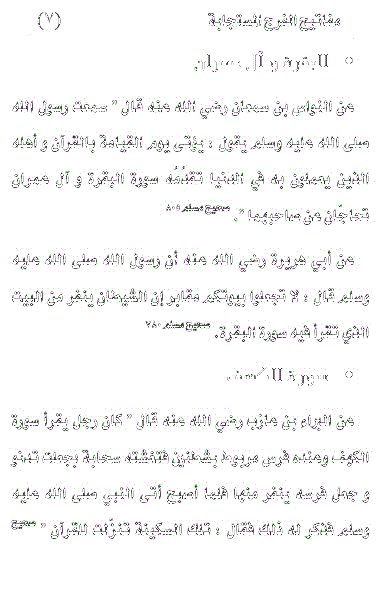 مفاتيح الفرج المستجابة (٧)
○ البقرة و آل عمران
عن النواس بن سمعان رضي الله عنه قال " سمعت رسول الله
صلى الله عليه وسلم يقول : يؤتى يوم القيامة بالقرآن و أهله
الذين يعملون به في الدنيا تقدُمُه سورة البقرة و آل عمران
تحاجّان عن صاحبهما ". صحيح مسلم ٨٠٥
عن أبي هريرة رضي الله عنه أن رسول الله صلى الله عليه
وسلم قال : لا تجعلوا بيوتكم مقابر إن الشيطان ينفر من البيت
الذي تقرأ فيه سورة البقرة. صحيح مسلم ٧٨٠
○ سورة الكهف
عن البراء بن عازب رضي الله عنه قال " كان رجل يقرأ سورة
الكهف وعنده فرس مربوط بشطنين فتغشته سحابة فجعلت تدنو
و جعل فرسه ينفر منها فلما أصبح أتى النبي صلى الله عليه
وسلم فذكر له ذلك فقال : تلك السكينة تنزّلت للقرآن " صحيح